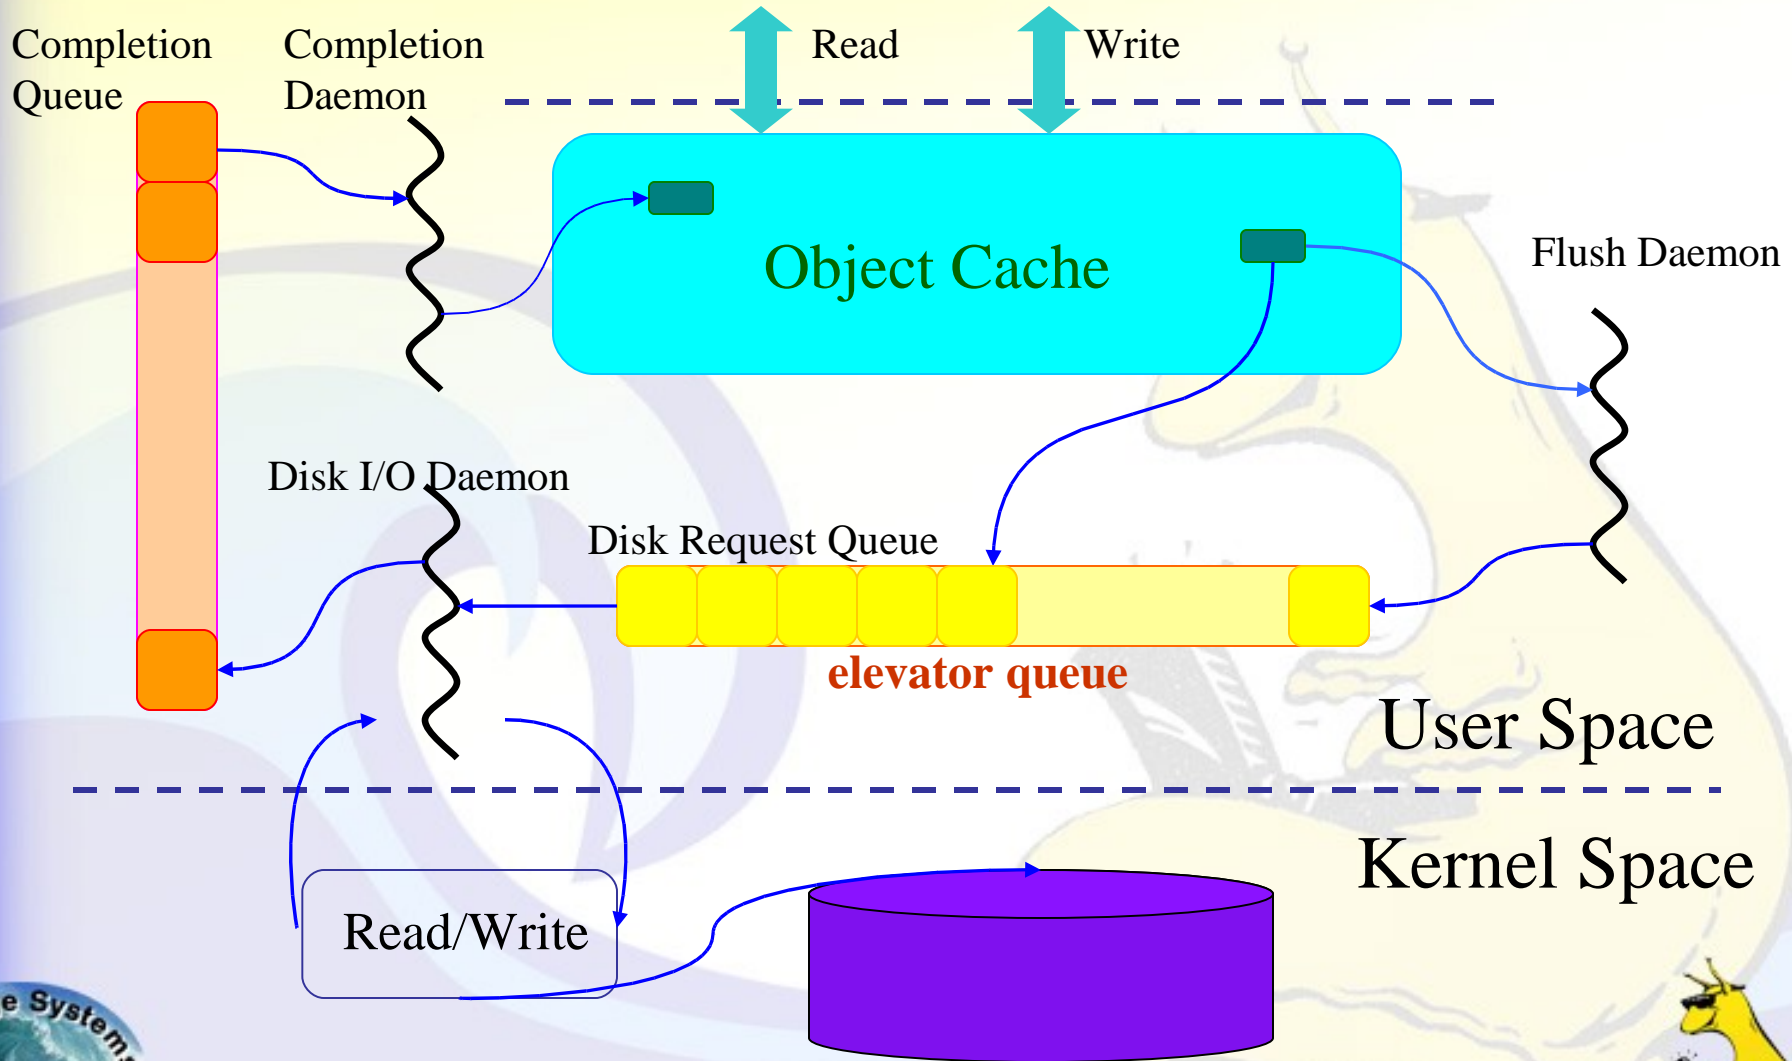 Completion
Queue
Completion
Daemon
Read
Write
Object Cache
Flush Daemon
Disk I/O Daemon
Disk Request Queue
elevator queue
User Space
Kernel Space
Read/Write
e Systems